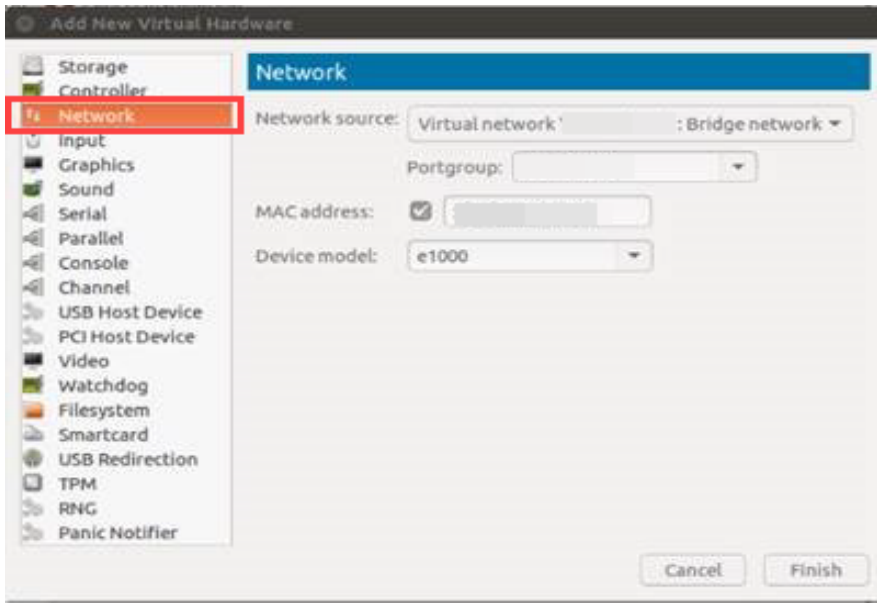 Add New Virtual Hardware
Storage
Controller
Network
Input
Graphics
Sound
Serial
Parallel
Console
Channel
USB Host Device
PCI Host Device
Video
Watchdog
Filesystem
Smartcard
USB Redirection
TPM
RNG
Panic Notifier
Network
Network source: Virtual network ' : Bridge network
Portgroup:
MAC address:
Device model: e1000
Cancel Finish